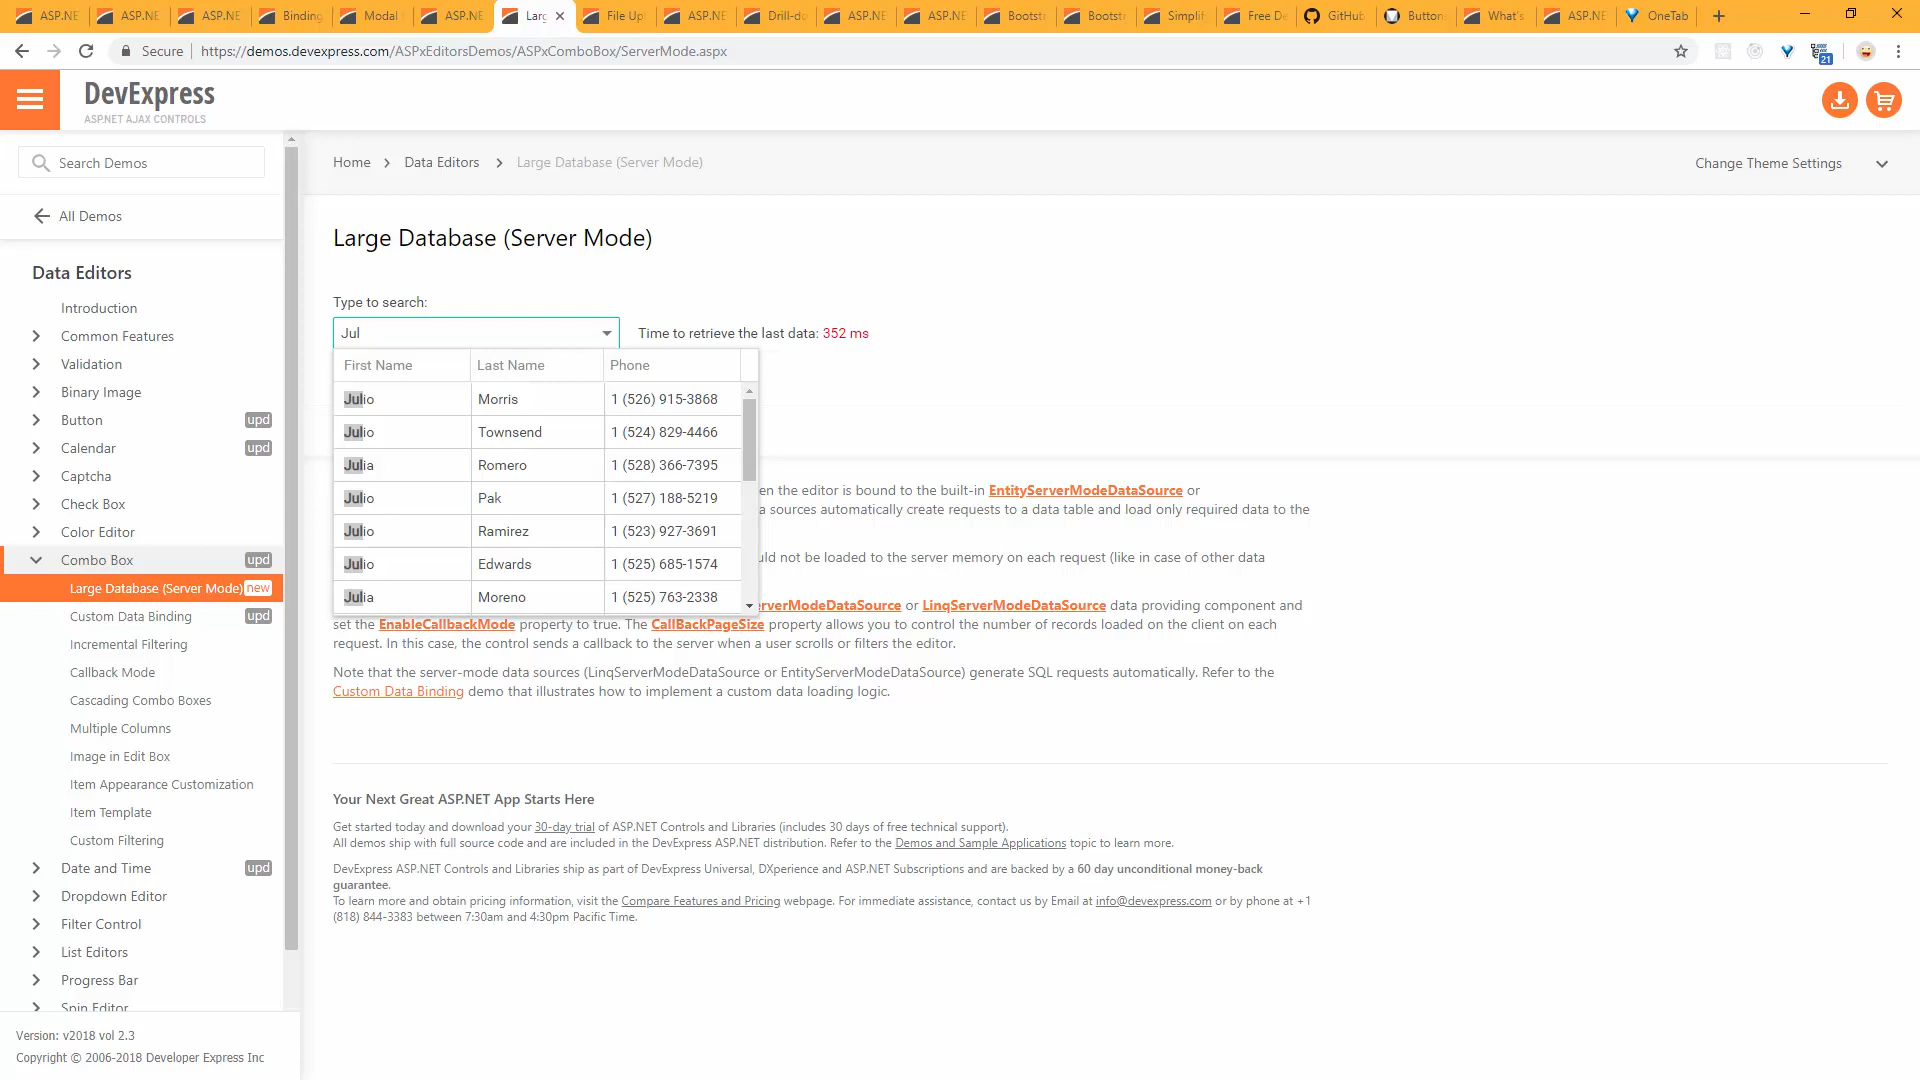 ASP.NE
ASP.NE
ASP.NE
Binding
Modal
ASP.NE
Larg
File Up
ASP.NE
Drill-do
ASP.NE
ASP.NE
Bootst
Bootst
Simplif
Free De
GitHub
Button
What's
ASP.NE
OneTab
Secure
https://demos.devexpress.com/ASPxEditorsDemos/ASPxComboBox/ServerMode.aspx
21
DevExpress
ASP.NET AJAX CONTROLS
Search Demos
All Demos
Data Editors
Introduction
Common Features
Validation
Binary Image
Button upd
Calendar upd
Captcha
Check Box
Color Editor
Combo Box upd
Large Database (Server Mode) new
Custom Data Binding upd
Incremental Filtering
Callback Mode
Cascading Combo Boxes
Multiple Columns
Image in Edit Box
Item Appearance Customization
Item Template
Custom Filtering
Date and Time upd
Dropdown Editor
Filter Control
List Editors
Progress Bar
Spin Editor
Version: v2018 vol 2.3
Copyright © 2006-2018 Developer Express Inc
Home > Data Editors > Large Database (Server Mode)
Change Theme Settings
Large Database (Server Mode)
Type to search:
Jul
Time to retrieve the last data: 352 ms
First Name Last Name Phone
Julio Morris 1 (526) 915-3868
Julio Townsend 1 (524) 829-4466
Julia Romero 1 (528) 366-7395
Julio Pak 1 (527) 188-5219
Julio Ramirez 1 (523) 927-3691
Julio Edwards 1 (525) 685-1574
Julia Moreno 1 (525) 763-2338
en the editor is bound to the built-in EntityServerModeDataSource or
a sources automatically create requests to a data table and load only required data to the
uld not be loaded to the server memory on each request (like in case of other data
erverModeDataSource or LinqServerModeDataSource data providing component and
set the EnableCallbackMode property to true. The CallBackPageSize property allows you to control the number of records loaded on the client on each
request. In this case, the control sends a callback to the server when a user scrolls or filters the editor.
Note that the server-mode data sources (LinqServerModeDataSource or EntityServerModeDataSource) generate SQL requests automatically. Refer to the
Custom Data Binding demo that illustrates how to implement a custom data loading logic.
Your Next Great ASP.NET App Starts Here
Get started today and download your 30-day trial of ASP.NET Controls and Libraries (includes 30 days of free technical support).
All demos ship with full source code and are included in the DevExpress ASP.NET distribution. Refer to the Demos and Sample Applications topic to learn more.
DevExpress ASP.NET Controls and Libraries ship as part of DevExpress Universal, DXperience and ASP.NET Subscriptions and are backed by a 60 day unconditional money-back
guarantee.
To learn more and obtain pricing information, visit the Compare Features and Pricing webpage. For immediate assistance, contact us by Email at info@devexpress.com or by phone at +1
(818) 844-3383 between 7:30am and 4:30pm Pacific Time.